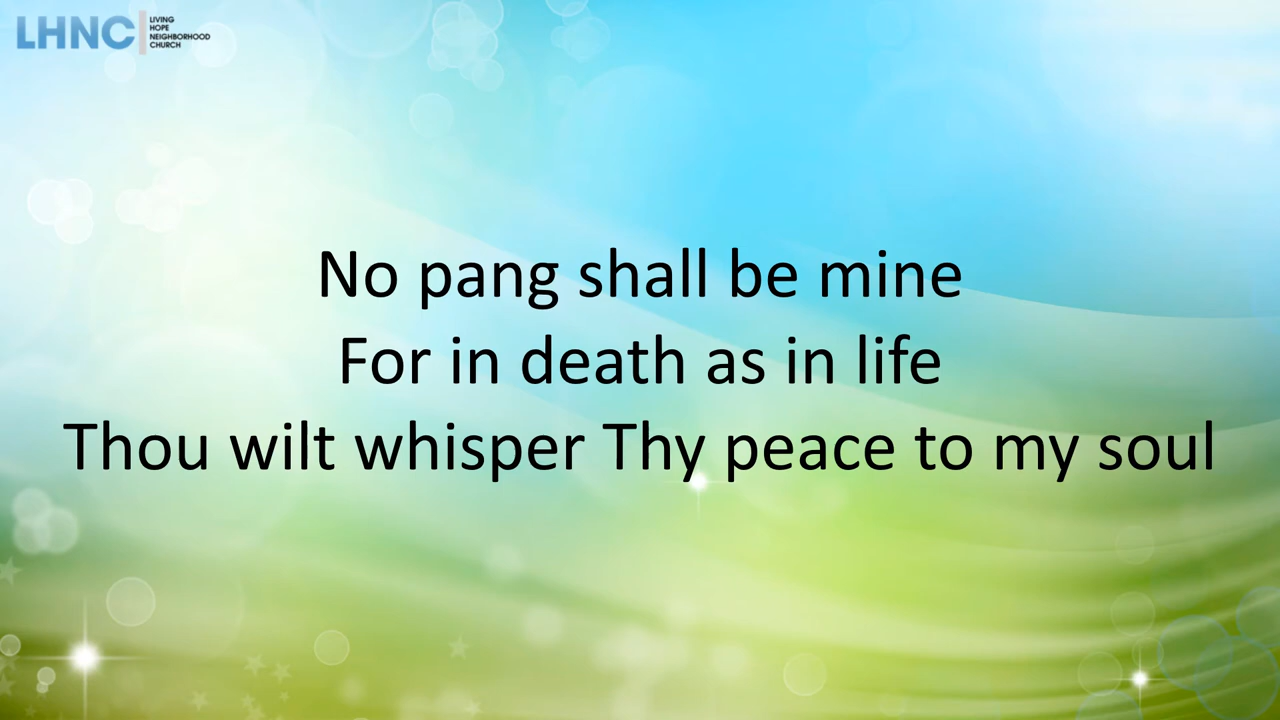 LHNC
LIVING
HOPE
NEIGHBORHOOD
CHURCH
No pang shall be mine
For in death as in life
Thou wilt whisper Thy peace to my soul